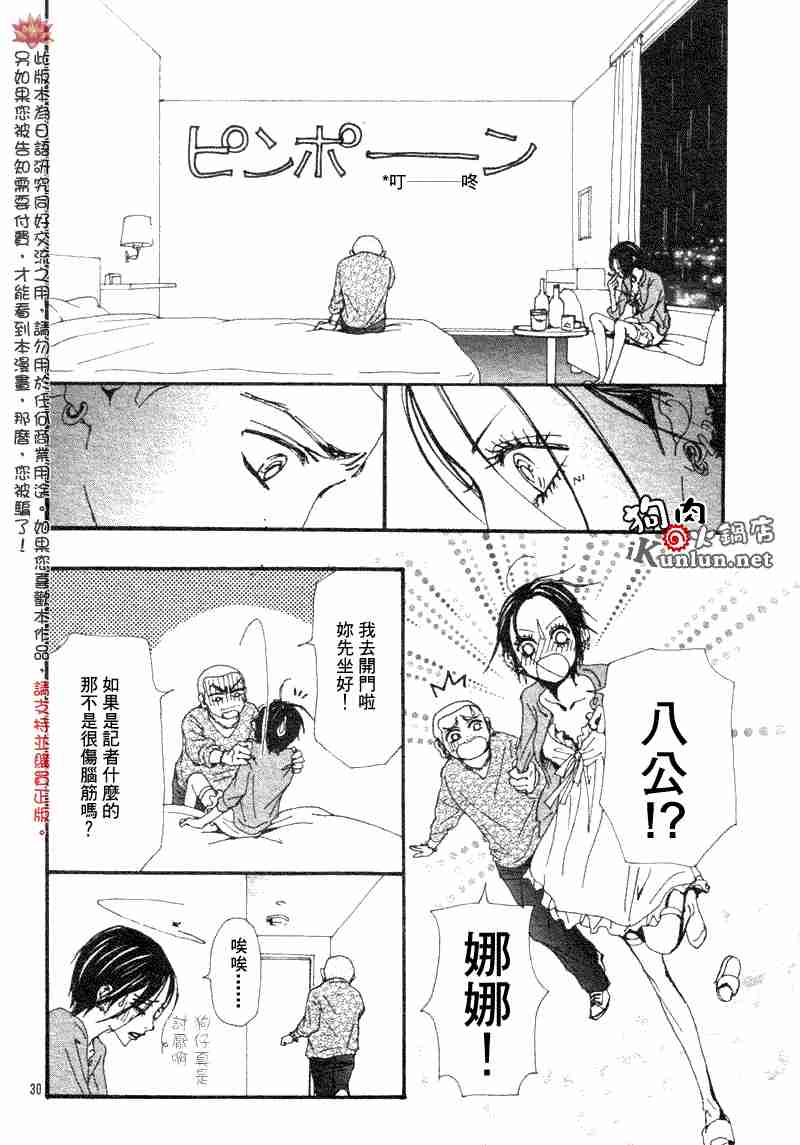 ピンポーン
*叮——咚
狗肉
火鍋店
iKunlun.net
八公!?
娜娜！
我去開門啦
妳先坐好！
如果是記者什麼的
那不是很傷腦筋嗎？
唉唉……
狗仔真是
討厭啊
30
此版本為日語研究同好交流之用，請勿用於任何商業用途。如果您喜歡本作品，請支持並購買正版。
另如果您被告知需要付費，才能看到本漫畫，那麼，您被騙了！